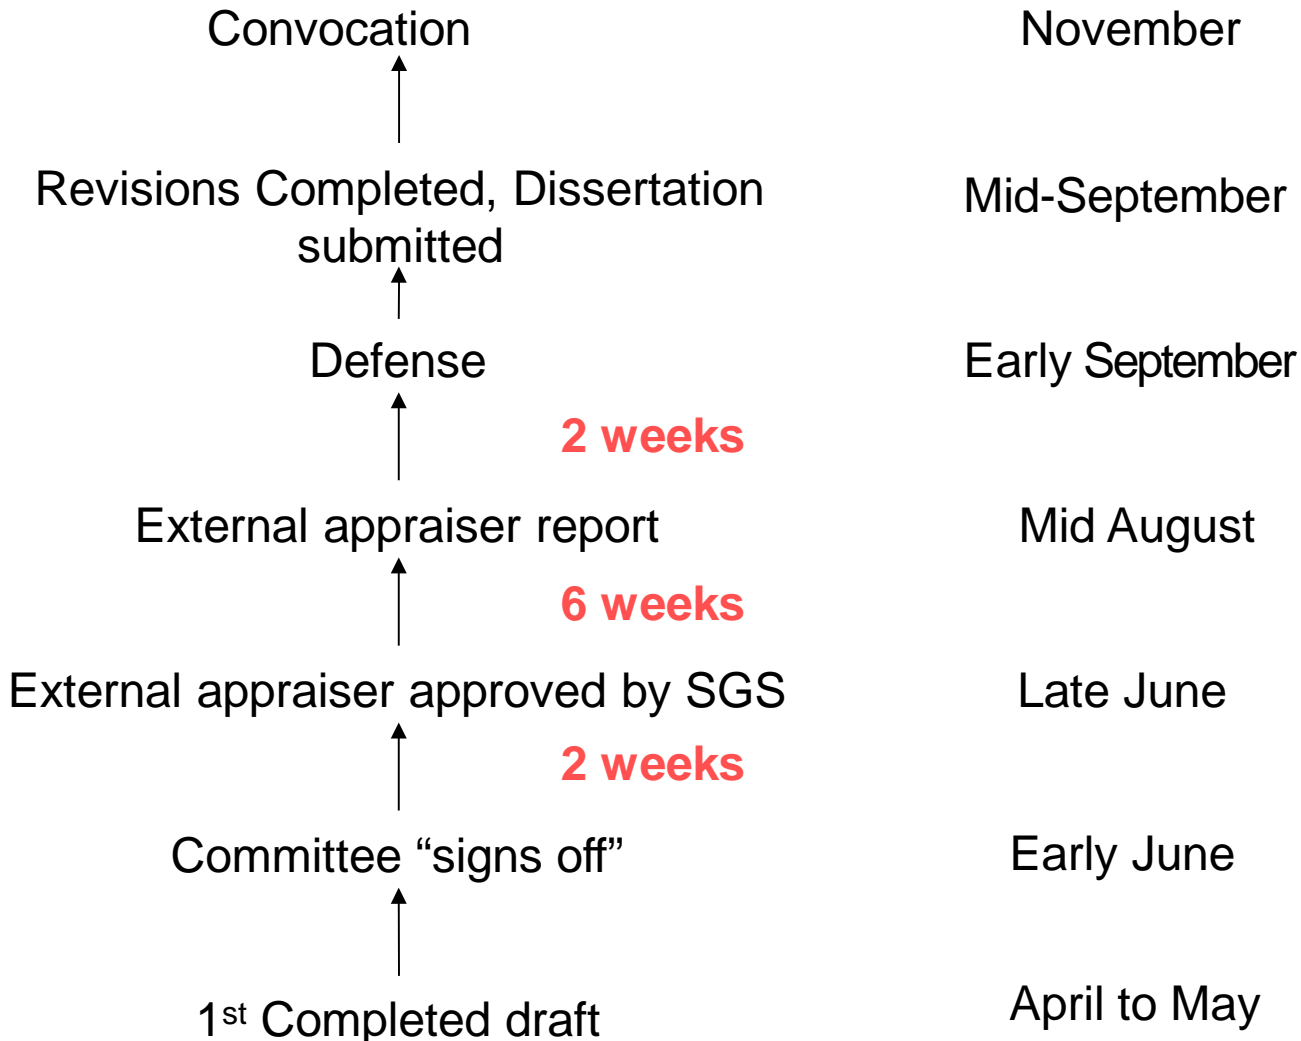 Convocation
November
Revisions Completed, Dissertation
submitted
Mid-September
Defense
Early September
2 weeks
External appraiser report
Mid August
6 weeks
External appraiser approved by SGS
Late June
2 weeks
Committee “signs off”
Early June
1st Completed draft
April to May